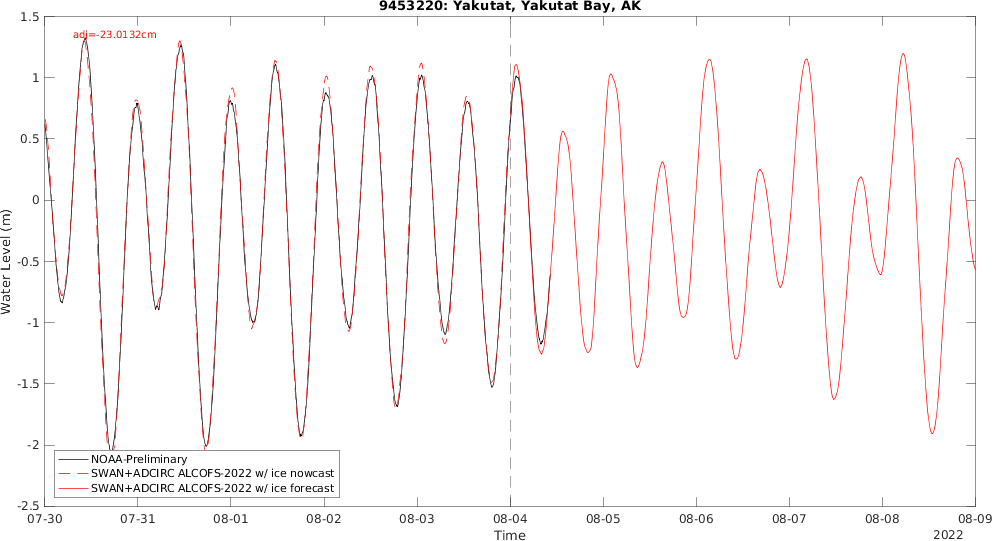 9453220: Yakutat, Yakutat Bay, AK
adj=-23.0132cm
1.5
1
0.5
0
-0.5
-1
-1.5
-2
-2.5
Water Level (m)
NOAA-Preliminary
SWAN+ADCIRC ALCOFS-2022 w/ ice nowcast
SWAN+ADCIRC ALCOFS-2022 w/ ice forecast
07-30 07-31 08-01 08-02 08-03 08-04 08-05 08-06 08-07 08-08 08-09
Time
2022